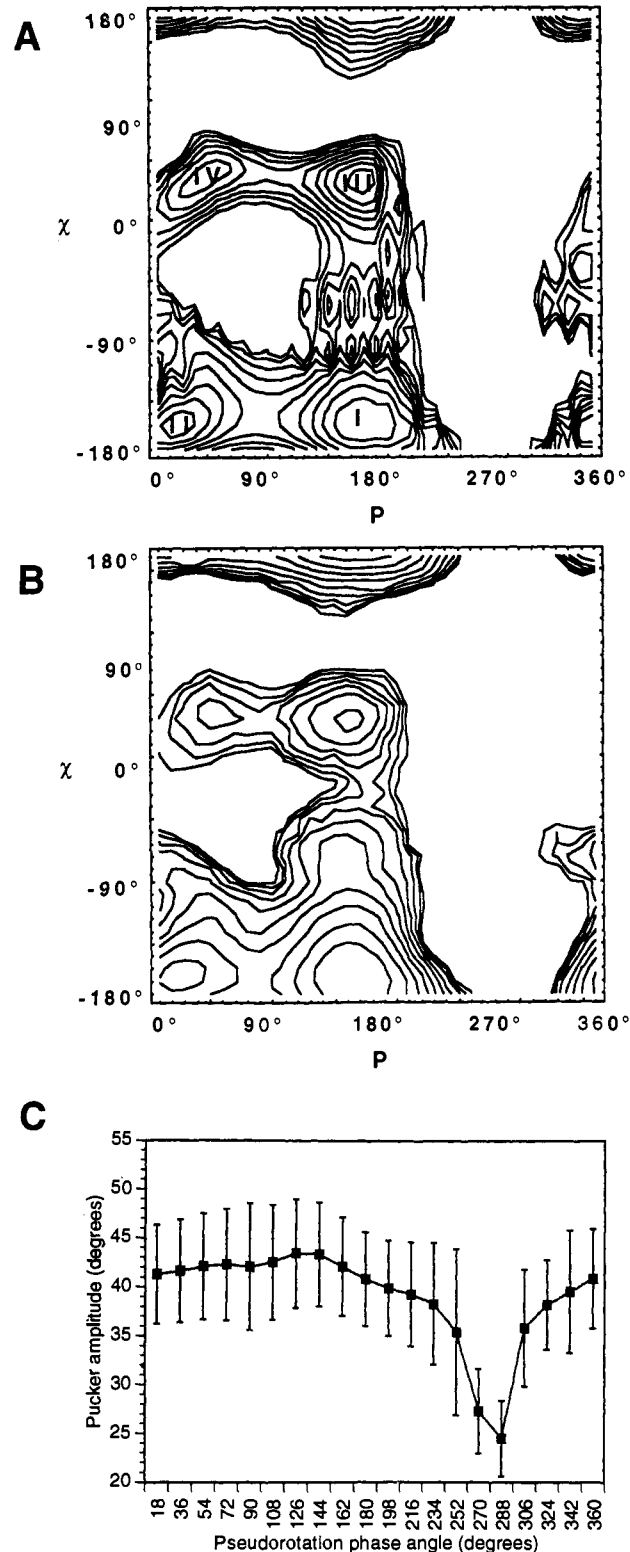 A
180°
90°
χ
0°
-90°
-180°
IV
III
II
I
0° 90° 180° 270° 360°
P
B
180°
90°
χ
0°
-90°
-180°
0° 90° 180° 270° 360°
P
C
Pucker amplitude (degrees)
55
50
45
40
35
30
25
20
18 36 54 72 90 108 126 144 162 180 198 216 234 252 270 288 306 324 342 360
Pseudorotation phase angle (degrees)